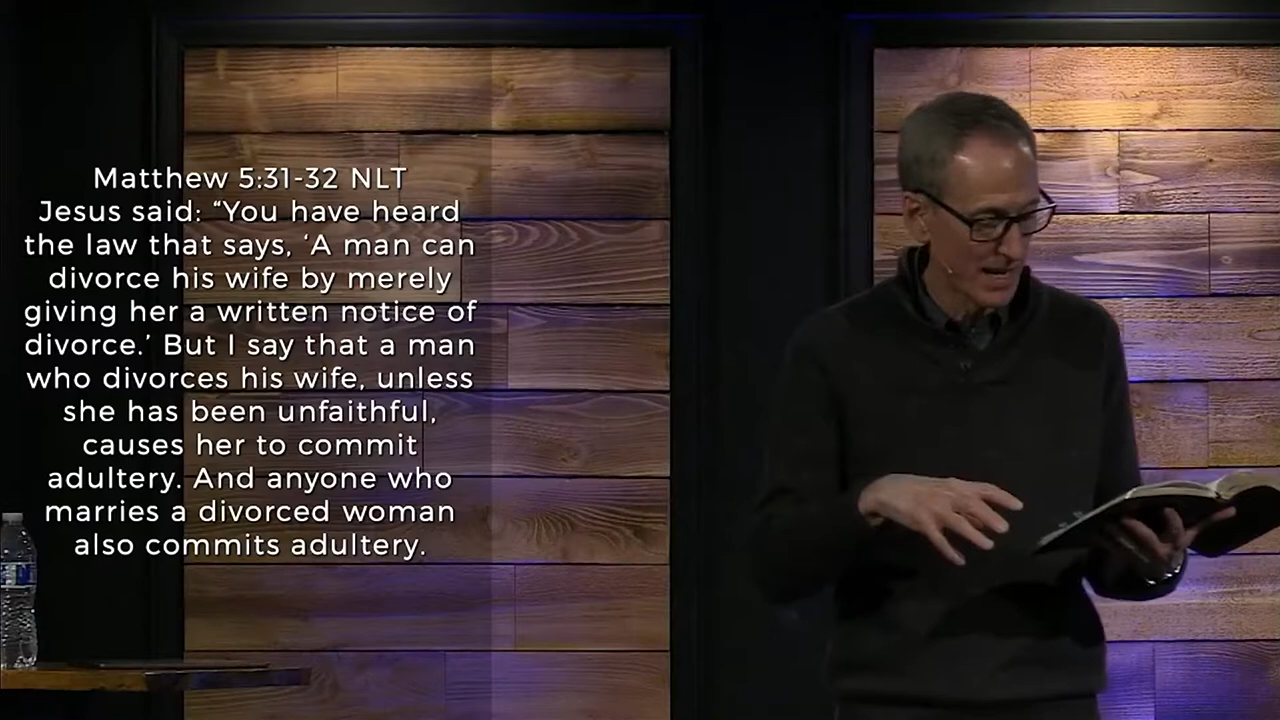 Matthew 5:31-32 NLT
Jesus said: “You have heard
the law that says, ‘A man can
divorce his wife by merely
giving her a written notice of
divorce.’ But I say that a man
who divorces his wife, unless
she has been unfaithful,
causes her to commit
adultery. And anyone who
marries a divorced woman
also commits adultery.